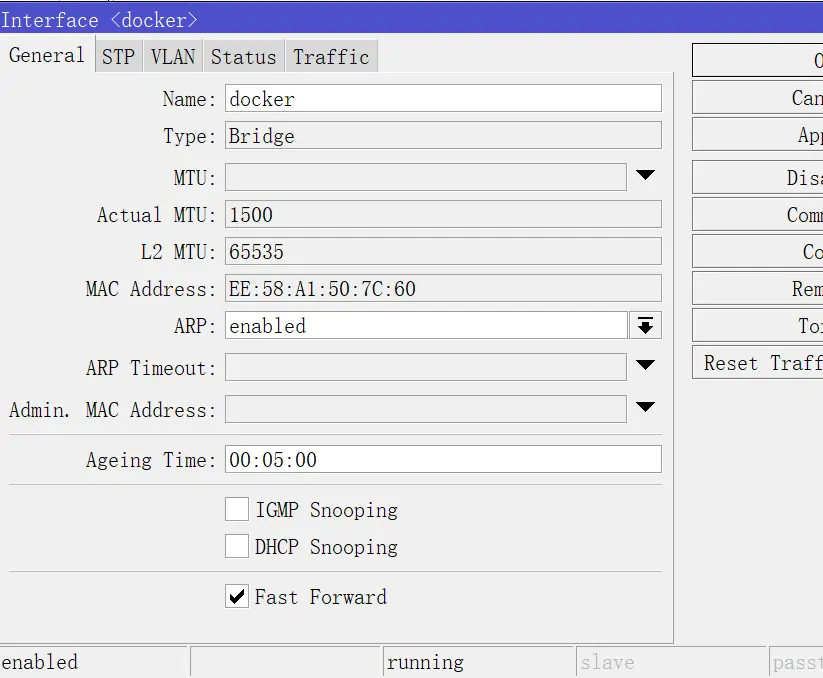 Interface <docker>
General STP VLAN Status Traffic
Name: docker
Type: Bridge
MTU:
Actual MTU: 1500
L2 MTU: 65535
MAC Address: EE:58:A1:50:7C:60
ARP: enabled
ARP Timeout:
Admin. MAC Address:
Ageing Time: 00:05:00
IGMP Snooping
DHCP Snooping
Fast Forward
O
Can
App
Disa
Comm
Co
Rem
Tor
Reset Traff
enabled running slave passt